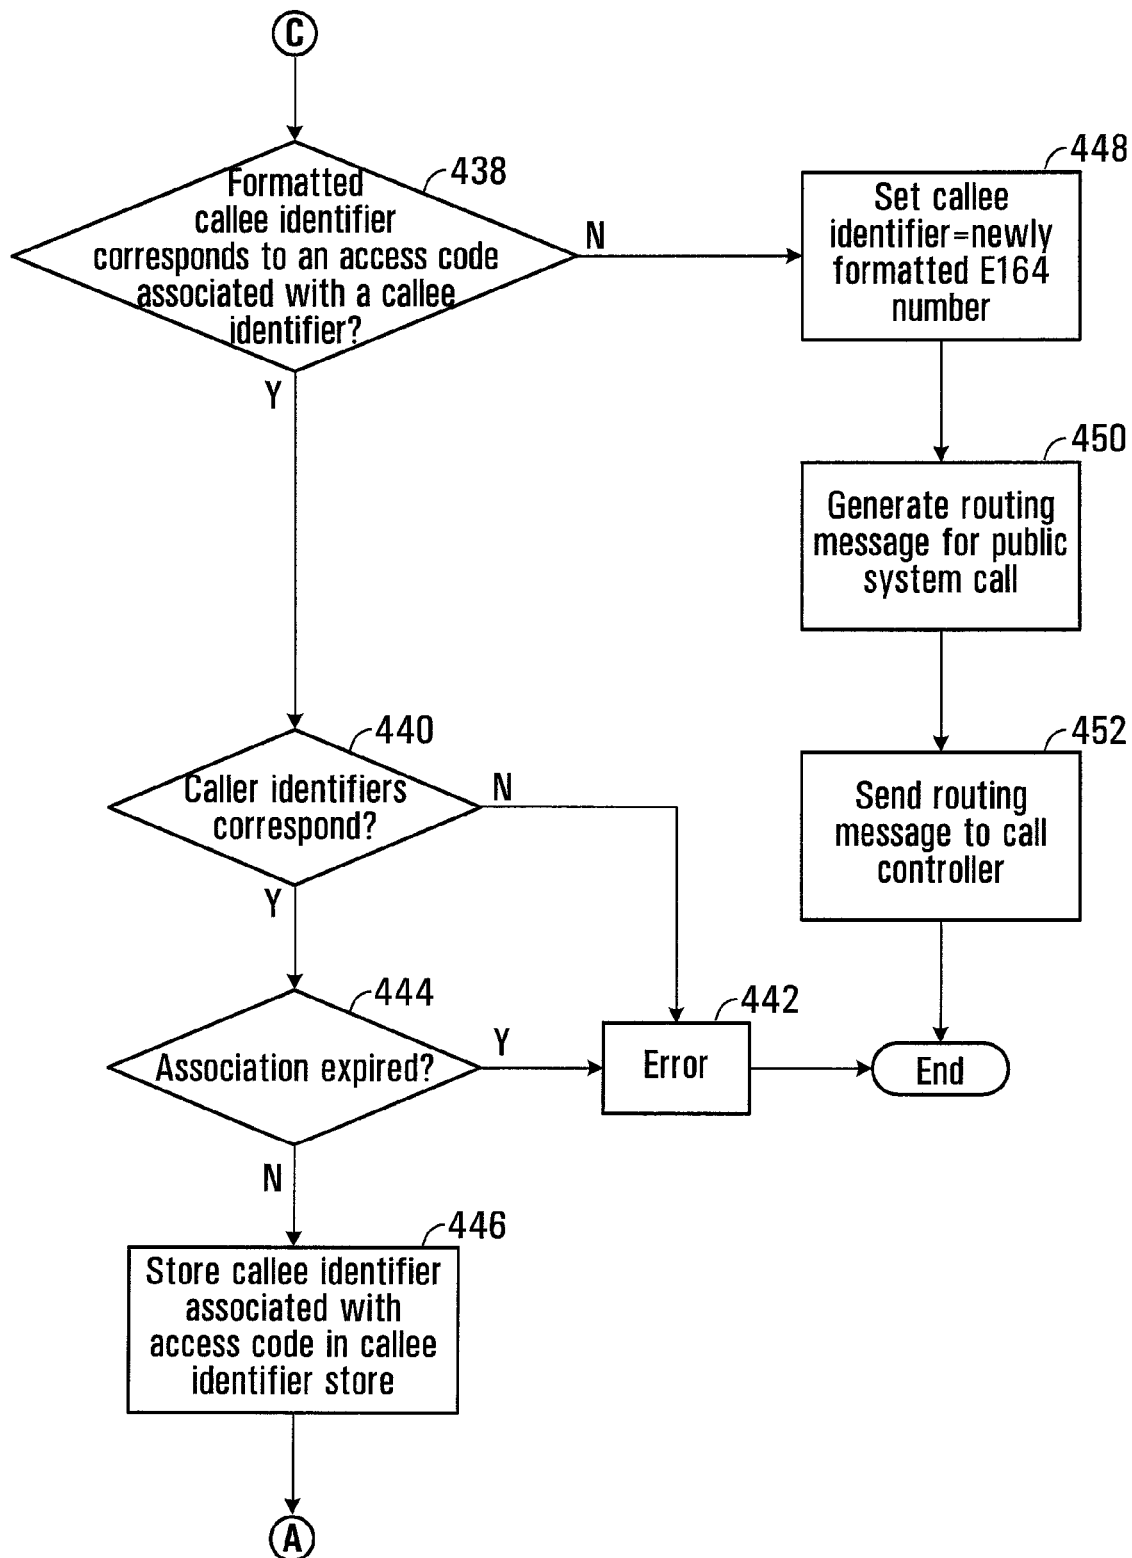 C
438
Formatted
callee identifier
corresponds to an access code
associated with a callee
identifier?
N
Y
448
Set callee
identifier=newly
formatted E164
number
450
Generate routing
message for public
system call
452
Send routing
message to call
controller
440
Caller identifiers
correspond?
N
Y
444
Association expired?
Y
N
442
Error
End
446
Store callee identifier
associated with
access code in callee
identifier store
A